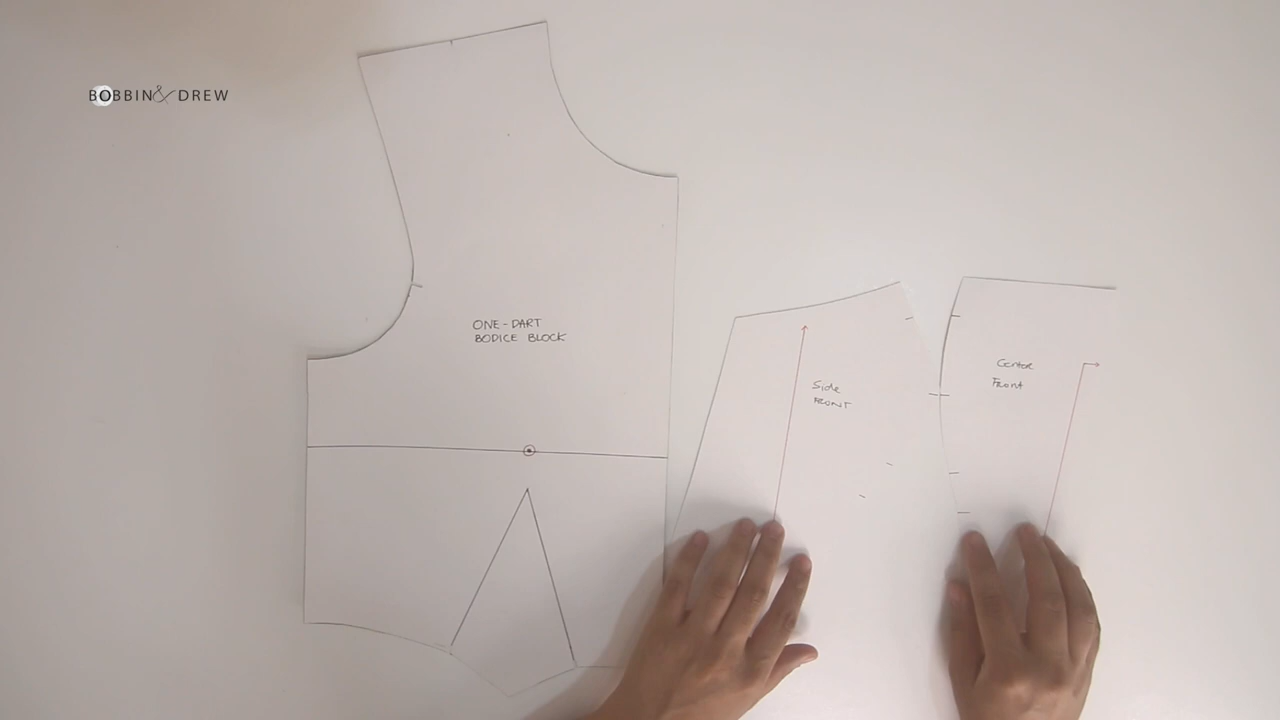 BOBBIN & DREW
ONE-DART
BODICE BLOCK
Side
FRONT
Center
Front